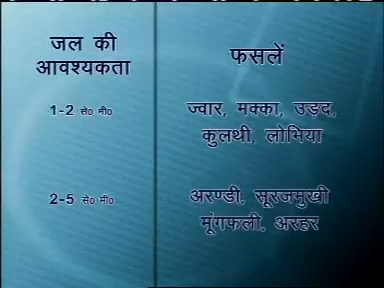 जल की
आवश्यकता
फसलें
1-2 से० मी०
ज्वार, मक्का, उड़द,
कुलथी, लोभिया
2-5 से० मी०
अरण्डी, सूरजमुखी
मूंगफली, अरहर